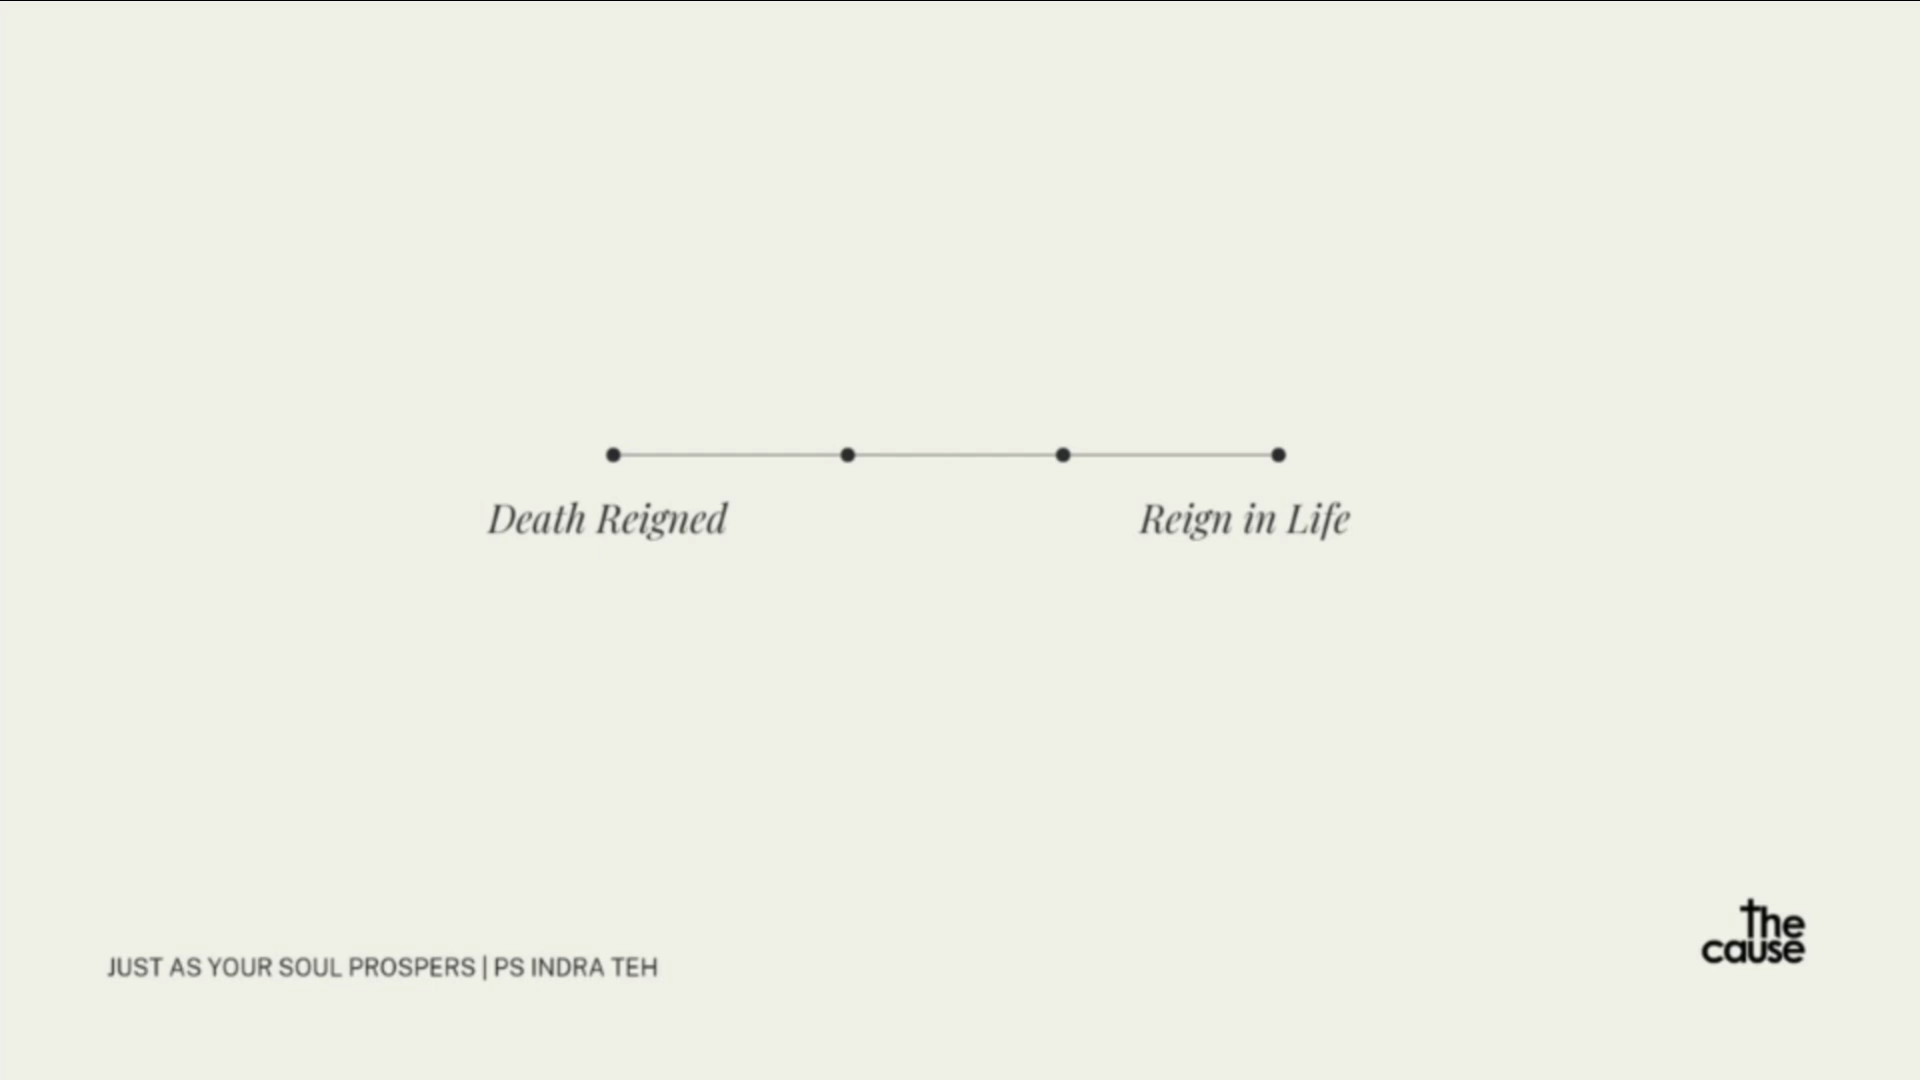 Death Reigned
Reign in Life
JUST AS YOUR SOUL PROSPERS | PS INDRA TEH
the
cause